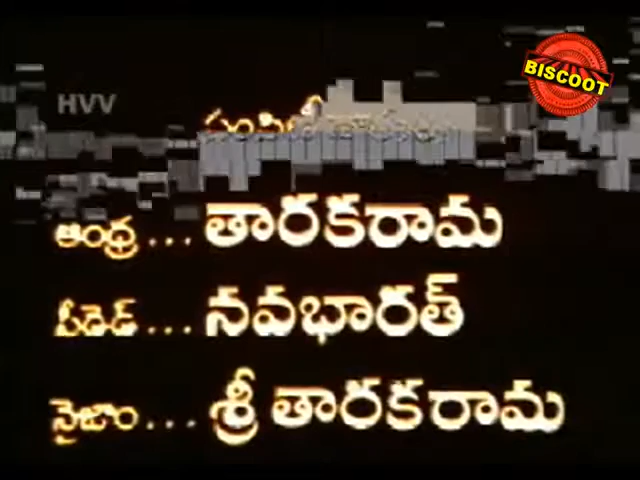 BISCOOT
HVV
ఆంధ్ర ... తారకరామ
సీడెడ్ ... నవభారత్
నైజాం ... శ్రీ తారకరామ